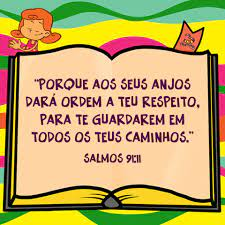 "PORQUE AOS SEUS ANJOS
DARÁ ORDEM A TEU RESPEITO,
PARA TE GUARDAREM EM
TODOS OS TEUS CAMINHOS."
SALMOS 91:11